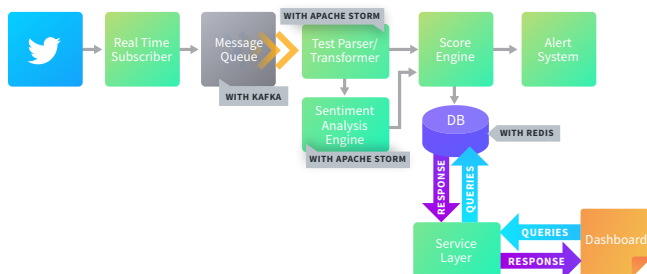 WITH APACHE STORM
Real Time
Subscriber
Message
Queue
Test Parser/
Transformer
Score
Engine
Alert
System
WITH KAFKA
Sentiment
Analysis
Engine
WITH APACHE STORM
DB
WITH REDIS
RESPONSE
QUERIES
Service
Layer
QUERIES
RESPONSE
Dashboard